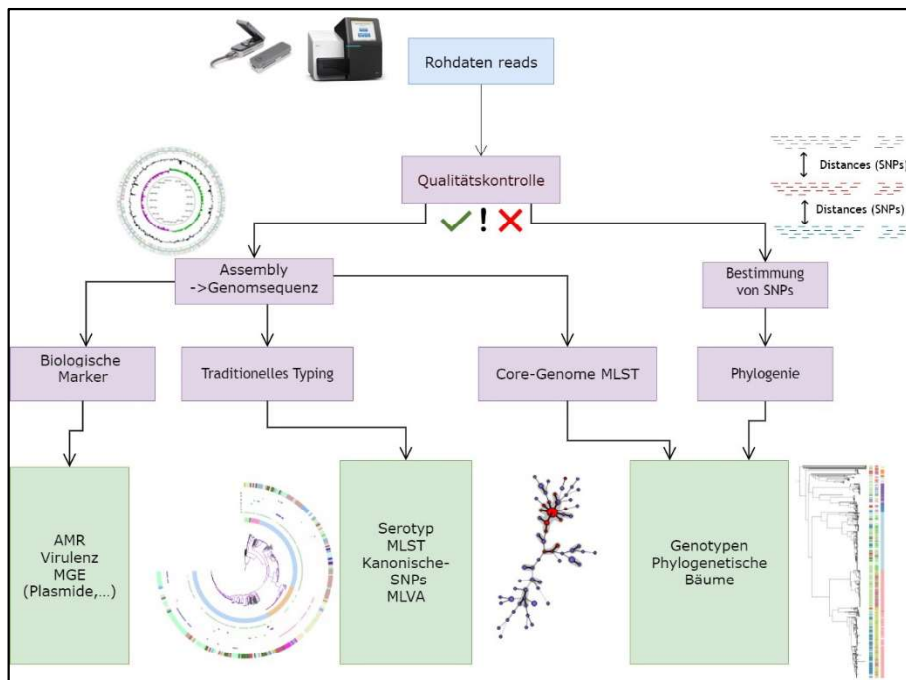 Rohdaten reads
Qualitätskontrolle
!
Distances (SNPs)
Distances (SNPs)
Assembly
->Genomsequenz
Bestimmung
von SNPs
Biologische
Marker
Traditionelles Typing
Core-Genome MLST
Phylogenie
AMR
Virulenz
MGE
(Plasmide,...)
Serotyp
MLST
Kanonische-
SNPs
MLVA
Genotypen
Phylogenetische
Bäume